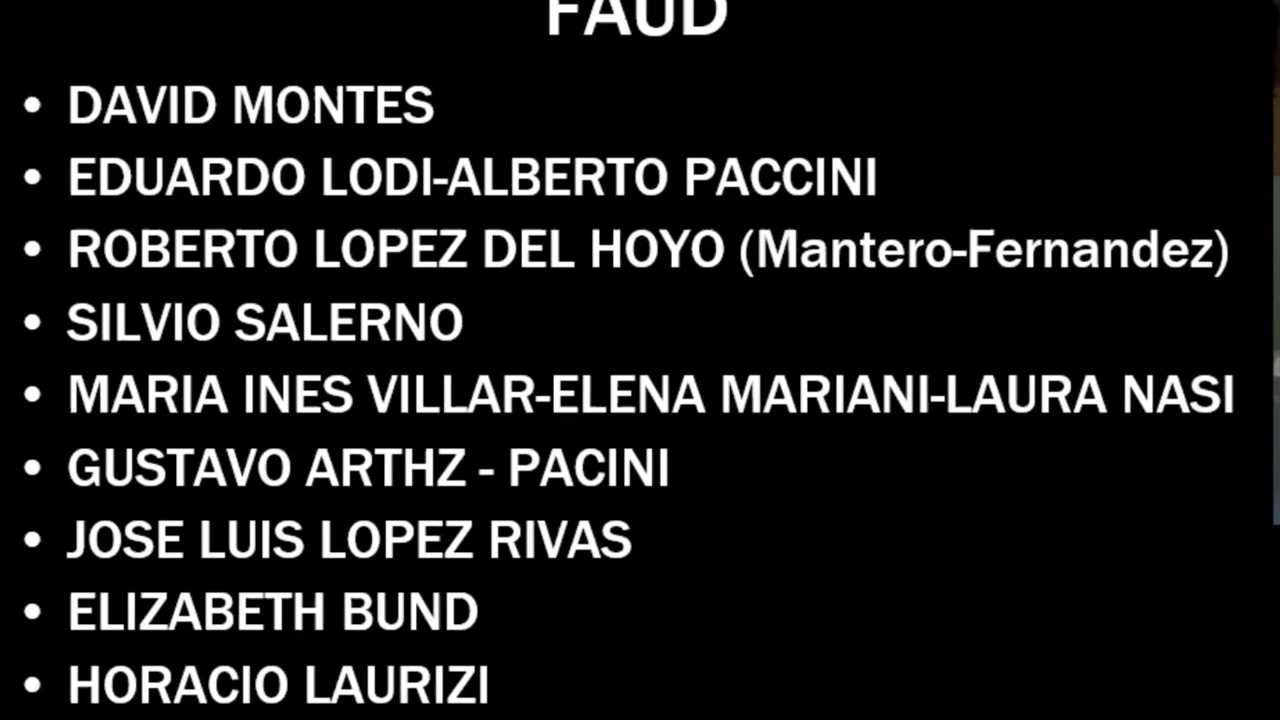 FAUD
• DAVID MONTES
• EDUARDO LODI-ALBERTO PACCINI
• ROBERTO LOPEZ DEL HOYO (Mantero-Fernandez)
• SILVIO SALERNO
• MARIA INES VILLAR-ELENA MARIANI-LAURA NASI
• GUSTAVO ARTHZ - PACINI
• JOSE LUIS LOPEZ RIVAS
• ELIZABETH BUND
• HORACIO LAURIZI